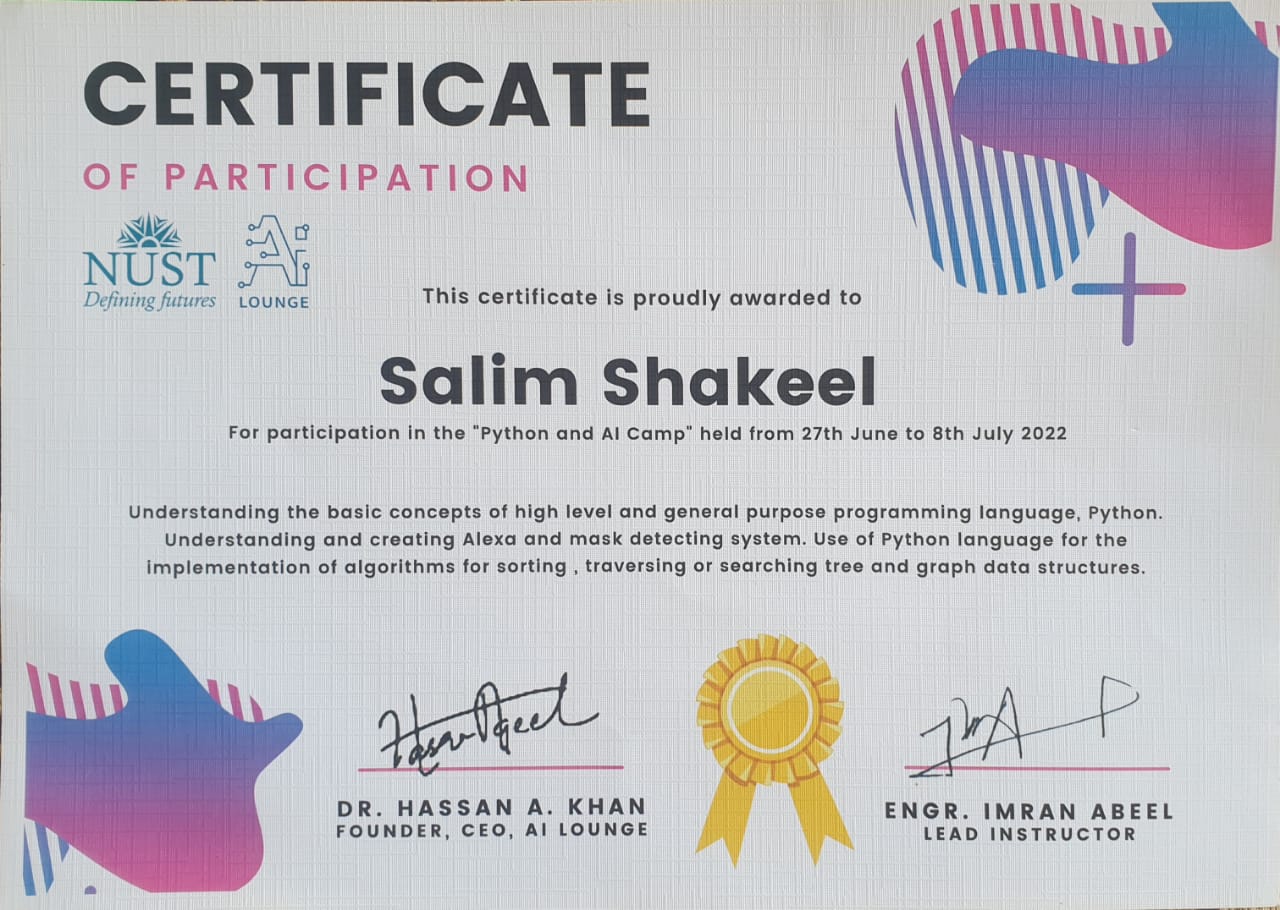 CERTIFICATE
OF PARTICIPATION
NUST
Defining futures
Ai
LOUNGE
This certificate is proudly awarded to
Salim Shakeel
For participation in the "Python and AI Camp" held from 27th June to 8th July 2022
Understanding the basic concepts of high level and general purpose programming language, Python.
Understanding and creating Alexa and mask detecting system. Use of Python language for the
implementation of algorithms for sorting , traversing or searching tree and graph data structures.
DR. HASSAN A. KHAN
FOUNDER, CEO, AI LOUNGE
ENGR. IMRAN ABEEL
LEAD INSTRUCTOR